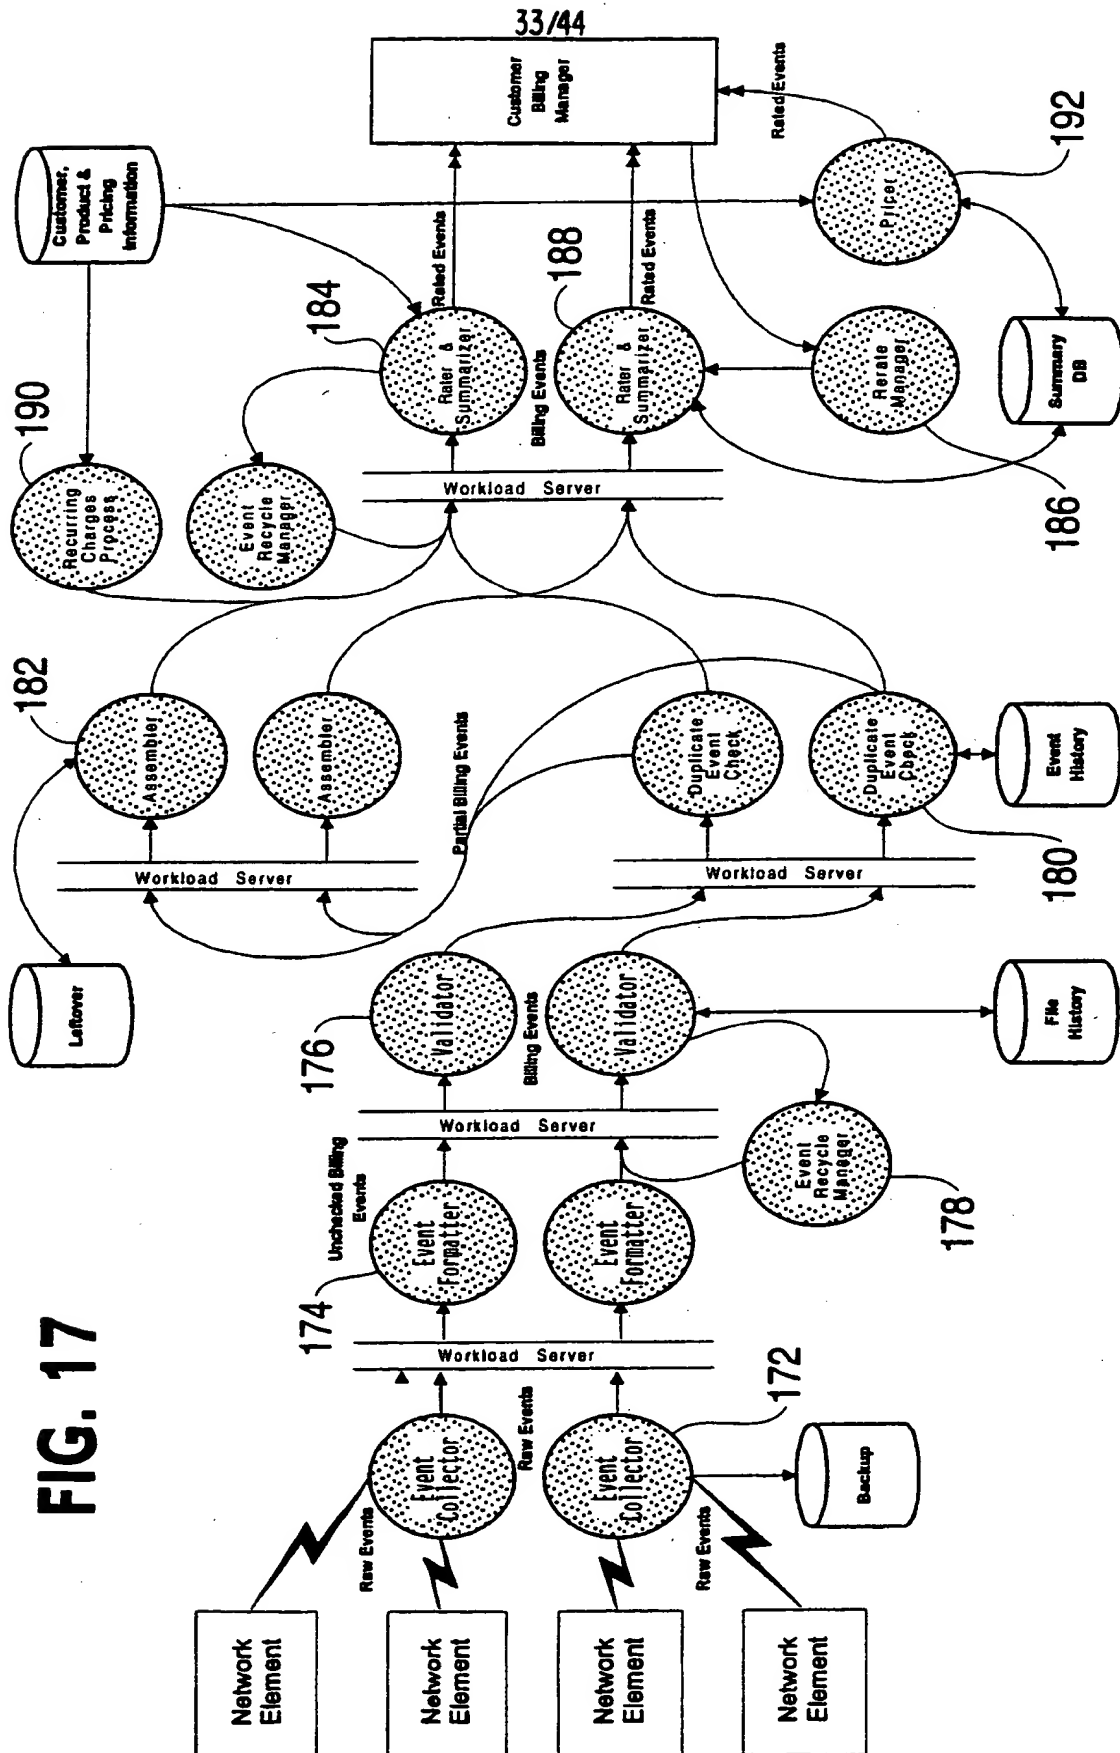 33/44
FIG. 17
Network
Element
Network
Element
Network
Element
Network
Element
Raw Events
Raw Events
Event
Collector
Event
Collector
Raw Events
172
Backup
Workload Server
174
Event
Formatter
Event
Formatter
Unchecked Billing
Events
Workload Server
Event
Recycle
Manager
178
176
Validator
Validator
Billing Events
File
History
Leftover
Workload Server
Workload Server
182
Assembler
Assembler
Partial Billing Events
Duplicate
Event
Check
Duplicate
Event
Check
180
Event
History
190
Recurring
Charges
Process
Event
Recycle
Manager
Workload Server
184
Rater &
Summarizer
Billing Events
Rater &
Summarizer
188
Rerate
Manager
186
Summary
DB
Customer,
Product &
Pricing
Information
Rated Events
Rated Events
Customer
Billing
Manager
Rated Events
Pricer
192